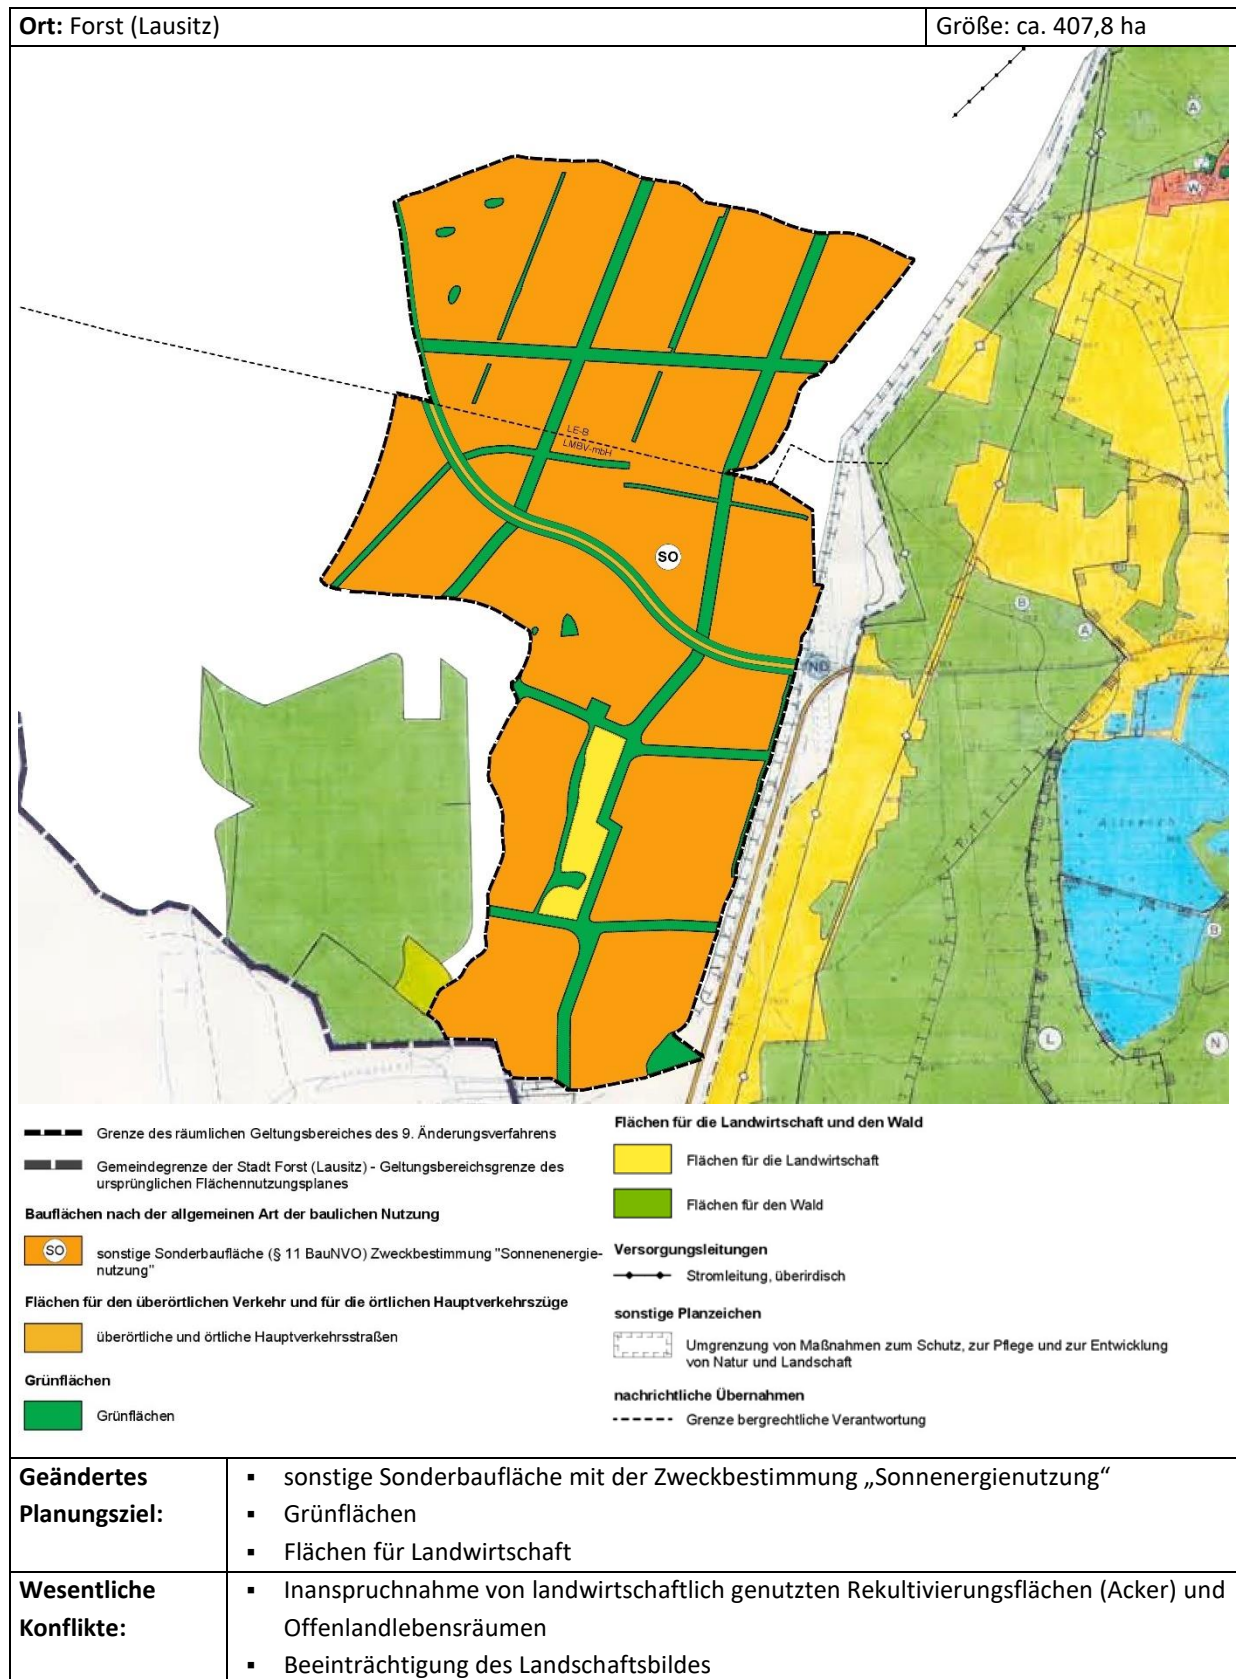 Ort: Forst (Lausitz)
Größe: ca. 407,8 ha
A
W
LE-B
LMBV-mbH
SO
B
A
ND
B
L
N
Grenze des räumlichen Geltungsbereiches des 9. Änderungsverfahrens
Gemeindegrenze der Stadt Forst (Lausitz) - Geltungsbereichsgrenze des
ursprünglichen Flächennutzungsplanes
Bauflächen nach der allgemeinen Art der baulichen Nutzung
SO
sonstige Sonderbaufläche (§ 11 BauNVO) Zweckbestimmung "Sonnenenergie-
nutzung"
Flächen für den überörtlichen Verkehr und für die örtlichen Hauptverkehrszüge
überörtliche und örtliche Hauptverkehrsstraßen
Grünflächen
Grünflächen
Flächen für die Landwirtschaft und den Wald
Flächen für die Landwirtschaft
Flächen für den Wald
Versorgungsleitungen
Stromleitung, überirdisch
sonstige Planzeichen
Umgrenzung von Maßnahmen zum Schutz, zur Pflege und zur Entwicklung
von Natur und Landschaft
nachrichtliche Übernahmen
Grenze bergrechtliche Verantwortung
Geändertes
Planungsziel:
▪ sonstige Sonderbaufläche mit der Zweckbestimmung „Sonnenergienutzung“
▪ Grünflächen
▪ Flächen für Landwirtschaft
Wesentliche
Konflikte:
▪ Inanspruchnahme von landwirtschaftlich genutzten Rekultivierungsflächen (Acker) und
Offenlandlebensräumen
▪ Beeinträchtigung des Landschaftsbildes